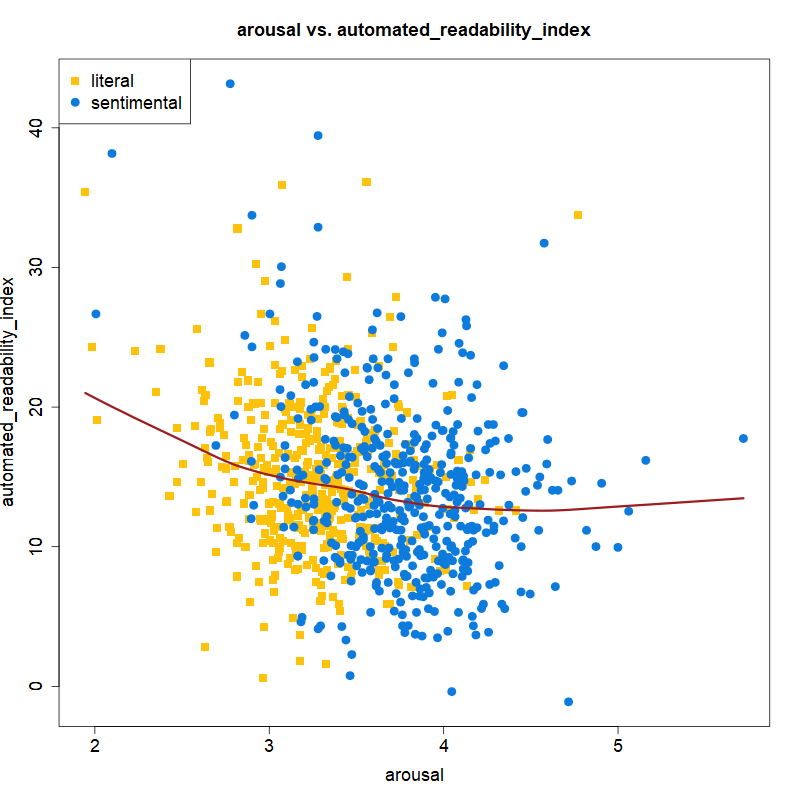 arousal vs. automated_readability_index
literal
sentimental
automated_readability_index
40
30
20
10
0
2 3 4 5
arousal